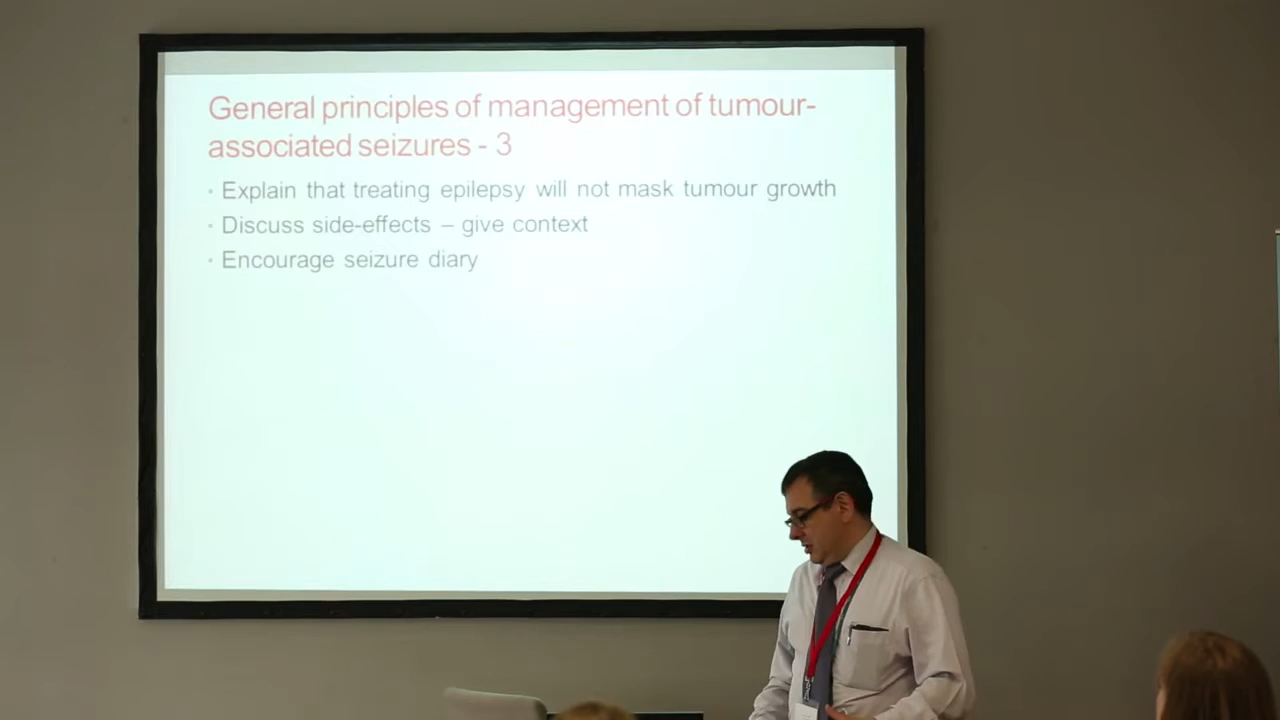 General principles of management of tumour-
associated seizures - 3
• Explain that treating epilepsy will not mask tumour growth
• Discuss side-effects – give context
• Encourage seizure diary